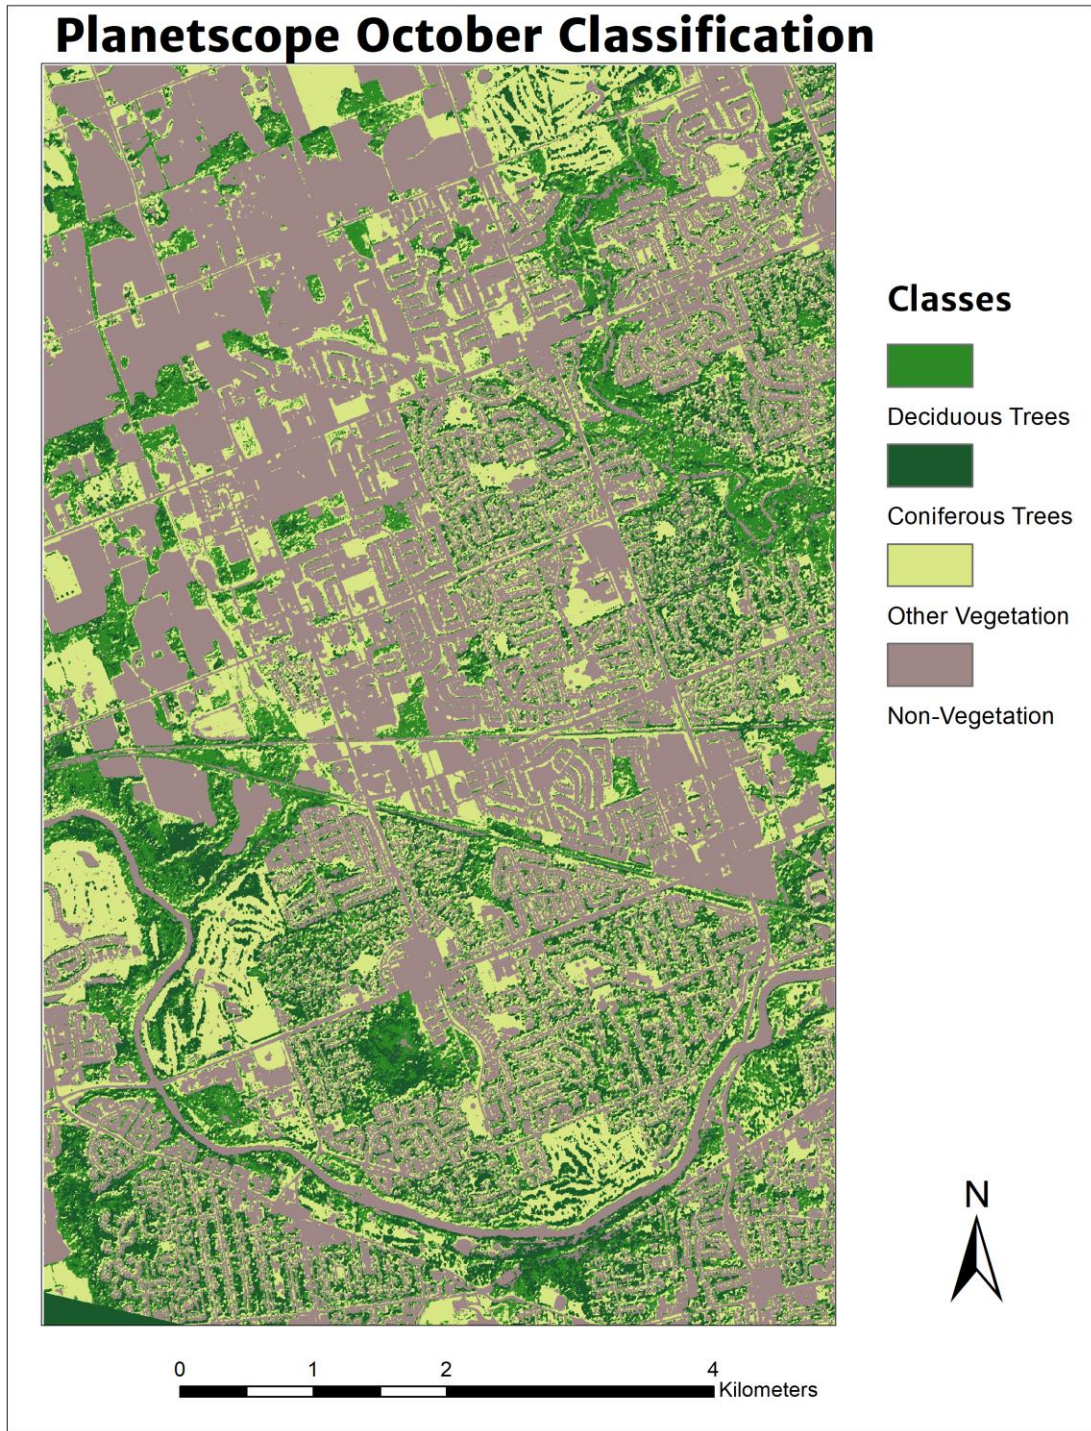 Planetscope October Classification
Classes
Deciduous Trees
Coniferous Trees
Other Vegetation
Non-Vegetation
N
0 1 2 4
Kilometers